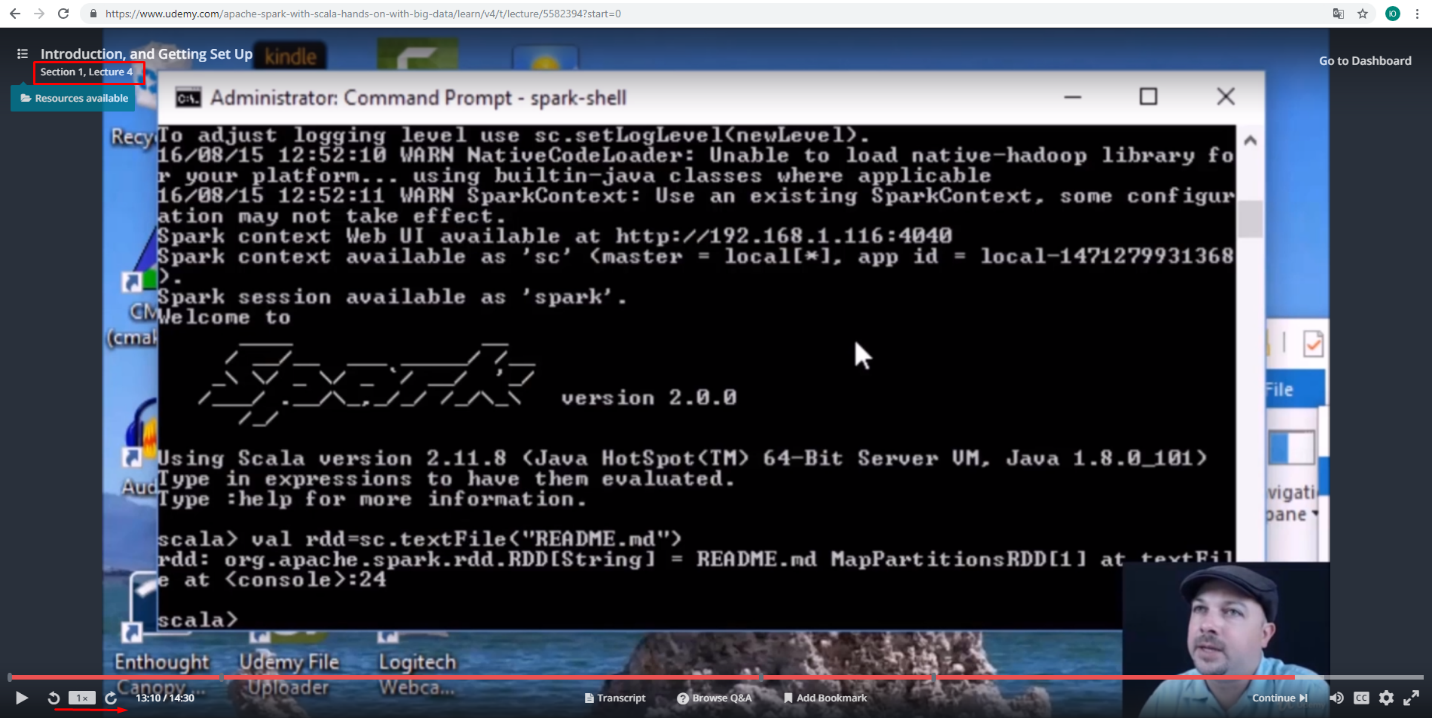 https://www.udemy.com/apache-spark-with-scala-hands-on-with-big-data/learn/v4/t/lecture/5582394?start=0
Ю
Introduction, and Getting Set Up
kindle
Go to Dashboard
Section 1, Lecture 4
Resources available
Administrator: Command Prompt - spark-shell
Recy
To adjust logging level use sc.setLogLevel(newLevel).
16/08/15 12:52:10 WARN NativeCodeLoader: Unable to load native-hadoop library fo
r your platform... using builtin-java classes where applicable
16/08/15 12:52:11 WARN SparkContext: Use an existing SparkContext, some configur
ation may not take effect.
Spark context Web UI available at http://192.168.1.116:4040
Spark context available as 'sc' (master = local[*], app id = local-1471279931368
).
Spark session available as 'spark'.
CM
Welcome to
(cmak
Spark
version 2.0.0
File
Using Scala version 2.11.8 (Java HotSpot(TM) 64-Bit Server VM, Java 1.8.0_101)
Type in expressions to have them evaluated.
Aud
Type :help for more information.
vigati
pane
scala> val rdd=sc.textFile("README.md")
rdd: org.apache.spark.rdd.RDD[String] = README.md MapPartitionsRDD[1] at textFil
e at <console>:24
scala>
Enthought
Canopy ...
Udemy File
Uploader
Logitech
Webca...
1x
13:10 / 14:30
Transcript
Browse Q&A
Add Bookmark
Continue
CC